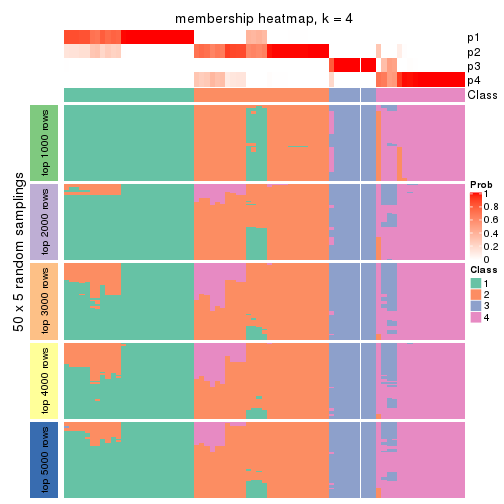 membership heatmap, k = 4
p1
p2
p3
p4
Class
50 x 5 random samplings
top 1000 rows
top 2000 rows
top 3000 rows
top 4000 rows
top 5000 rows
Prob
1
0.8
0.6
0.4
0.2
0
Class
1
2
3
4